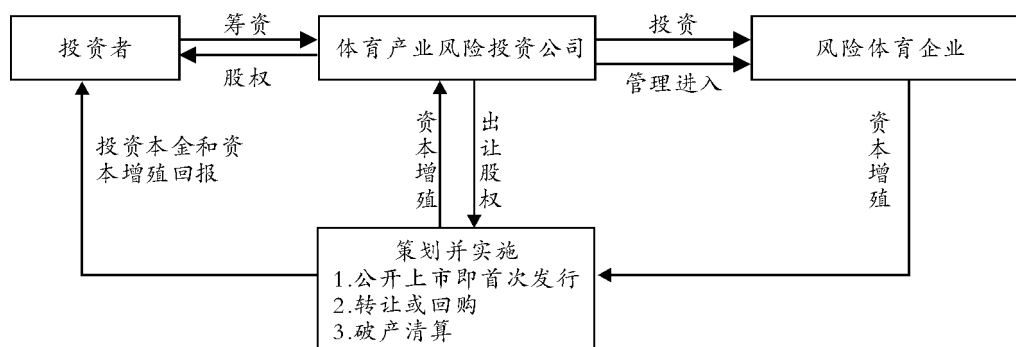 筹资
投资
投资者
体育产业风险投资公司
风险体育企业
股权
管理进入
投资本金和资
本增殖回报
资本增殖
出让股权
资本增殖
策划并实施
1.公开上市即首次发行
2.转让或回购
3.破产清算